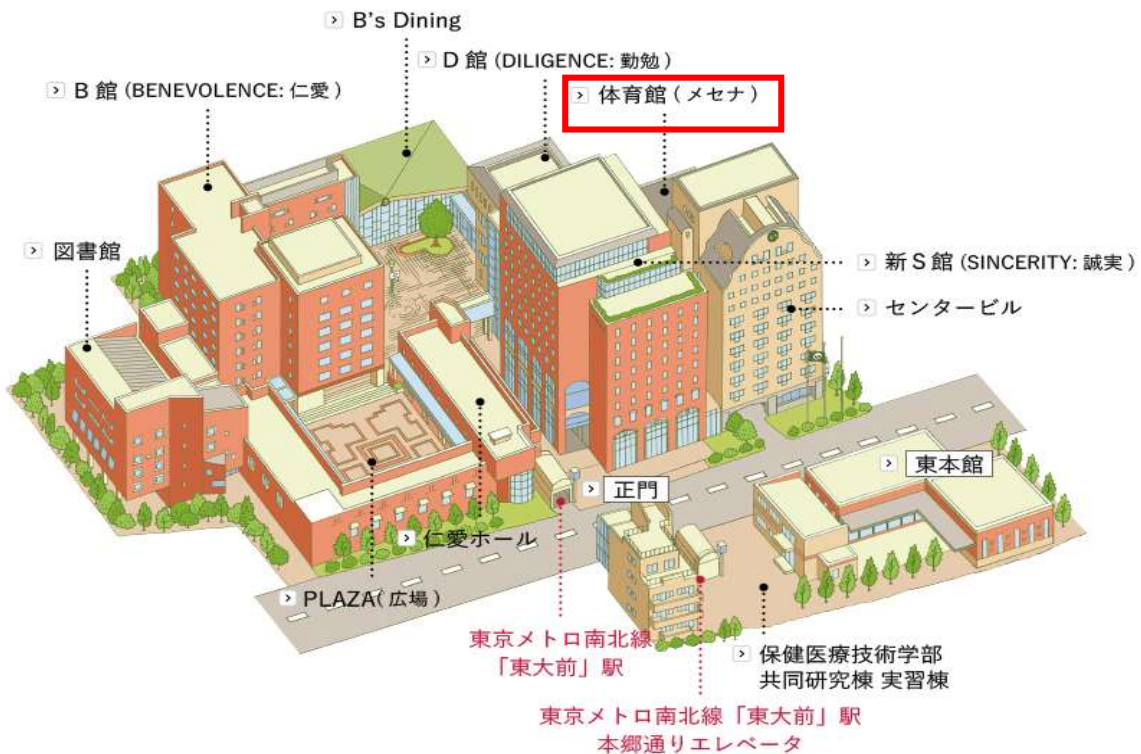 B's Dining
D 館 (DILIGENCE: 勤勉)
B 館 (BENEVOLENCE: 仁愛)
体育館 (メセナ)
図書館
新 S 館 (SINCERITY: 誠実)
センタービル
東本館
正門
仁愛ホール
PLAZA(広場)
東京メトロ南北線
「東大前」駅
保健医療技術学部
共同研究棟 実習棟
東京メトロ南北線「東大前」駅
本郷通りエレベータ